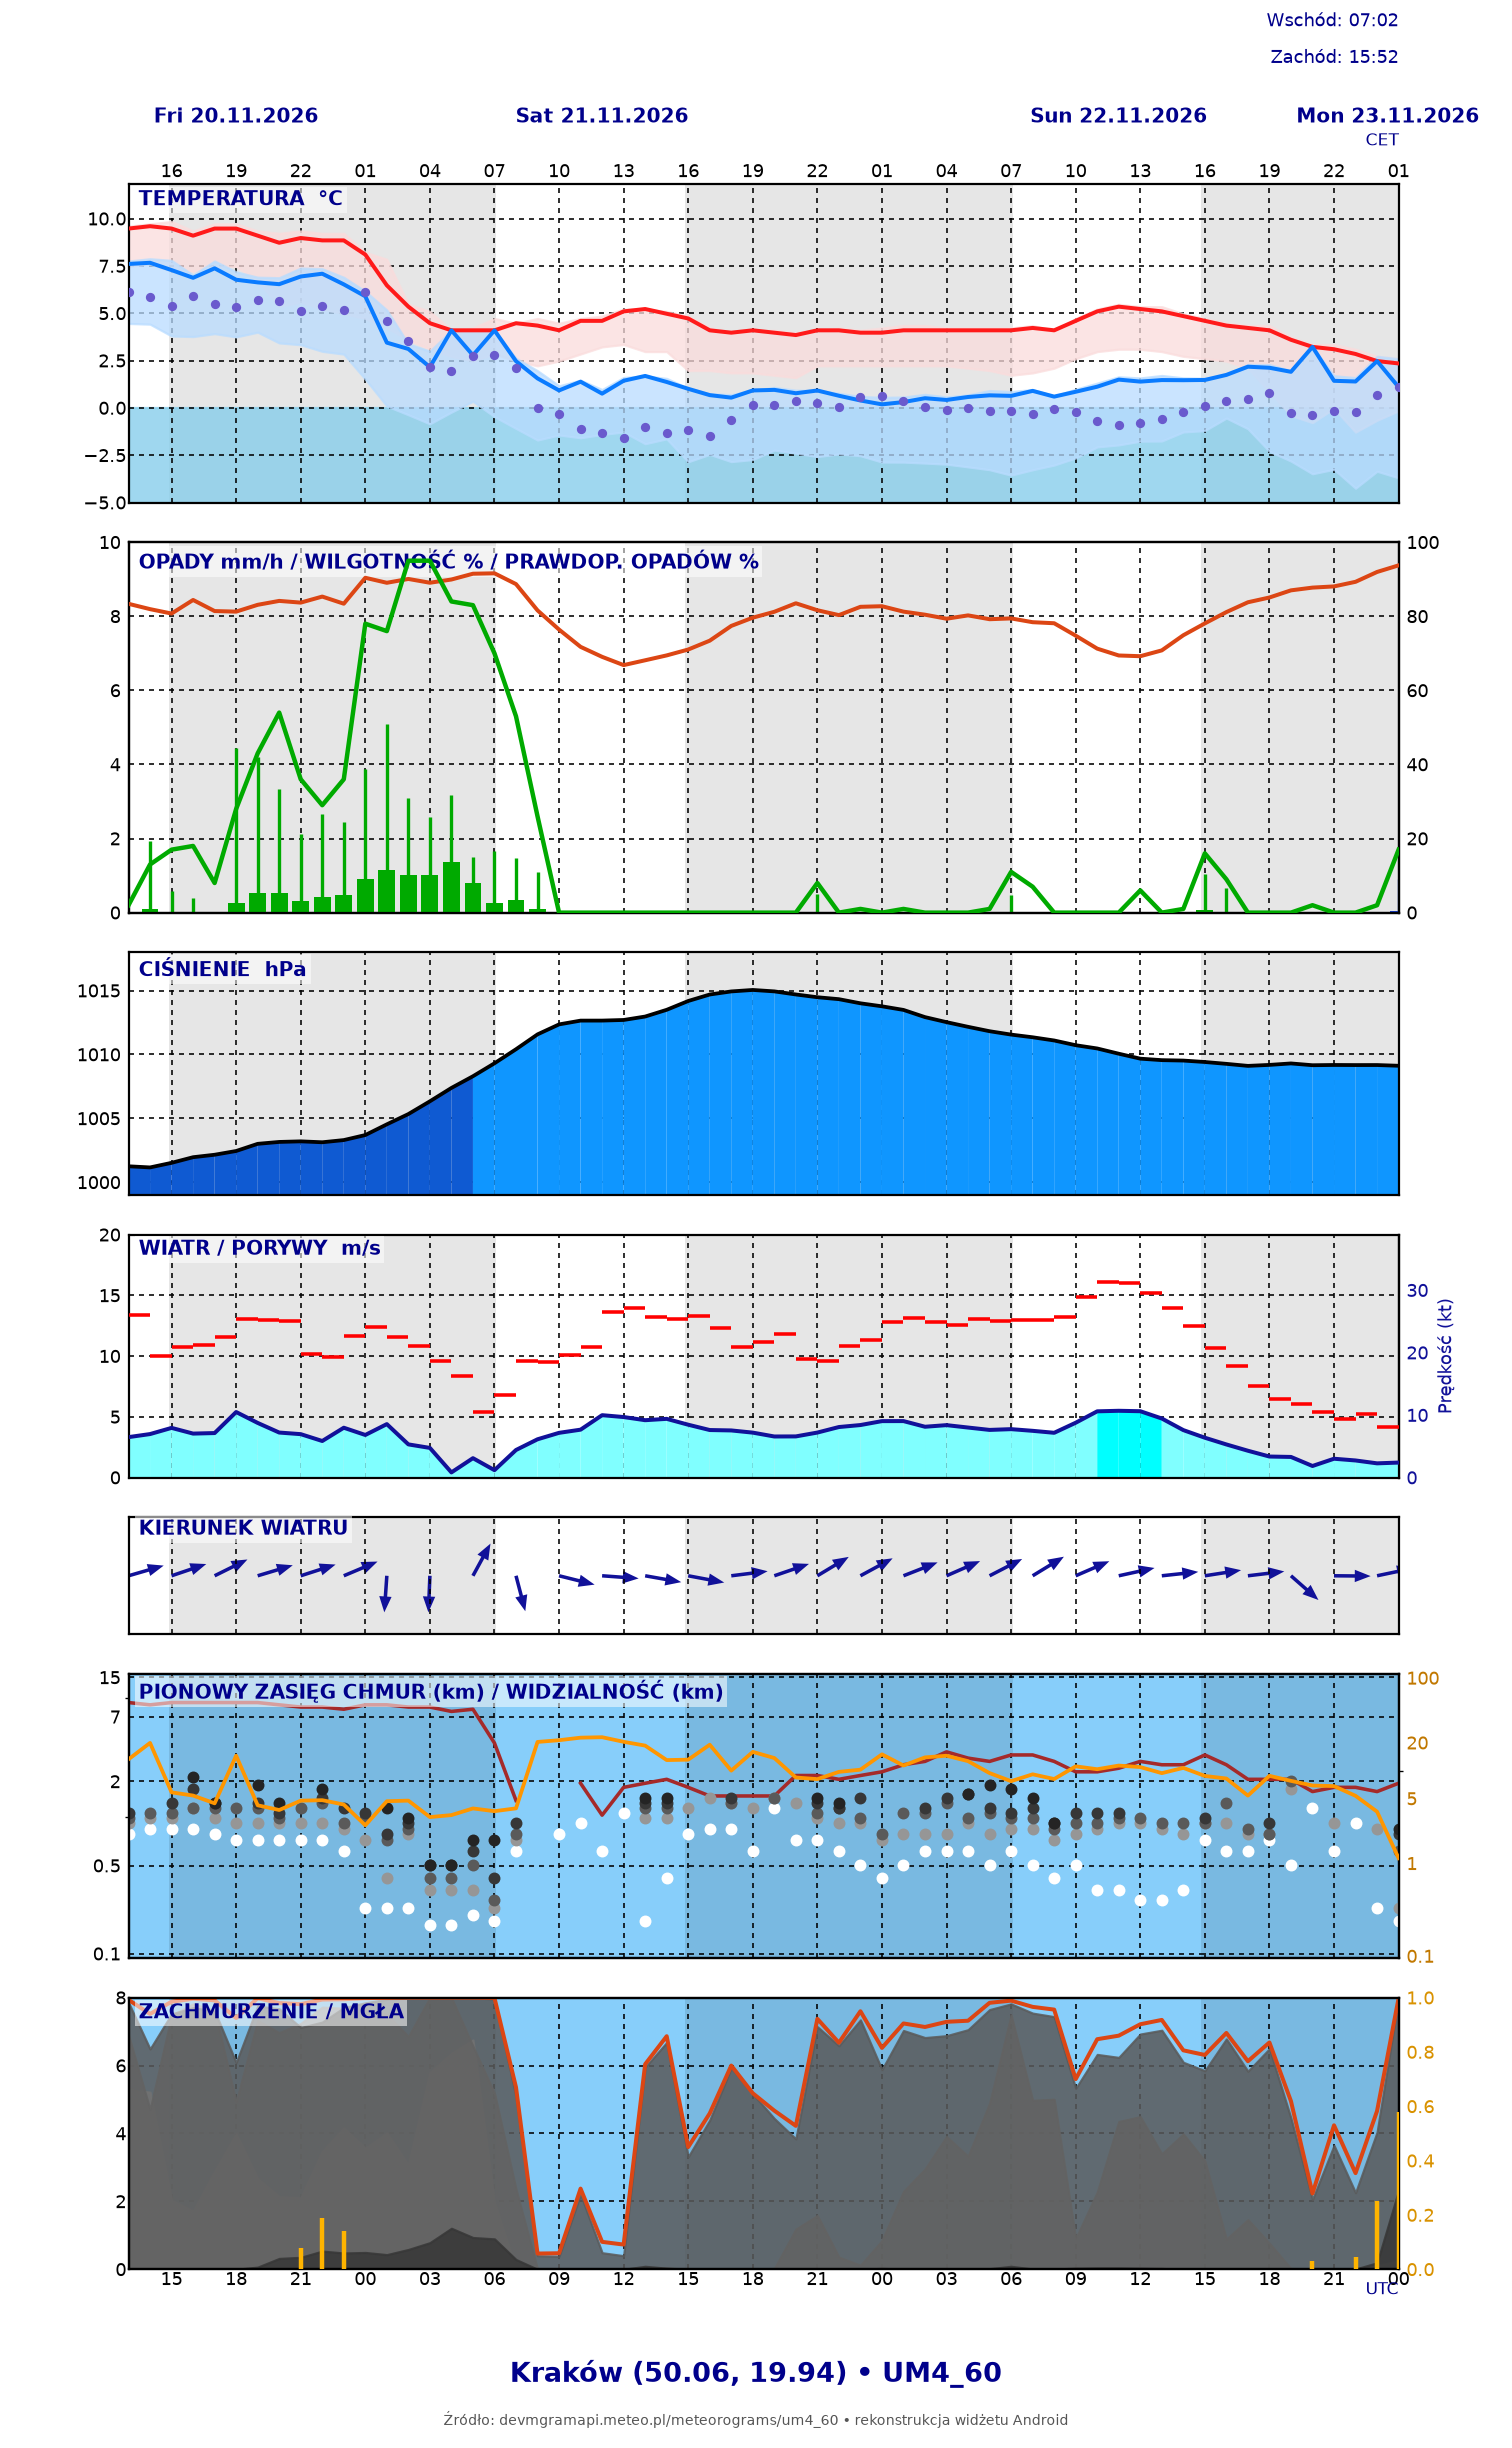 Wschód: 07:02
Zachód: 15:52
Fri 20.11.2026 Sat 21.11.2026 Sun 22.11.2026 Mon 23.11.2026
CET
16 19 22 01 04 07 10 13 16 19 22 01 04 07 10 13 16 19 22 01
TEMPERATURA °C
10.0
7.5
5.0
2.5
0.0
−2.5
−5.0
OPADY mm/h / WILGOTNOŚĆ % / PRAWDOP. OPADÓW %
10 100
8 80
6 60
4 40
2 20
0 0
CIŚNIENIE hPa
1015
1010
1005
1000
WIATR / PORYWY m/s
20
15 30
10 20
5 10
0 0
Prędkość (kt)
KIERUNEK WIATRU
PIONOWY ZASIĘG CHMUR (km) / WIDZIALNOŚĆ (km)
15 100
7 20
2 5
0.5 1
0.1 0.1
ZACHMURZENIE / MGŁA
8 1.0
6 0.8
0.6
4 0.4
2 0.2
0 0.0
15 18 21 00 03 06 09 12 15 18 21 00 03 06 09 12 15 18 21 00
UTC
Kraków (50.06, 19.94) • UM4_60
Źródło: devmgramapi.meteo.pl/meteorograms/um4_60 • rekonstrukcja widżetu Android